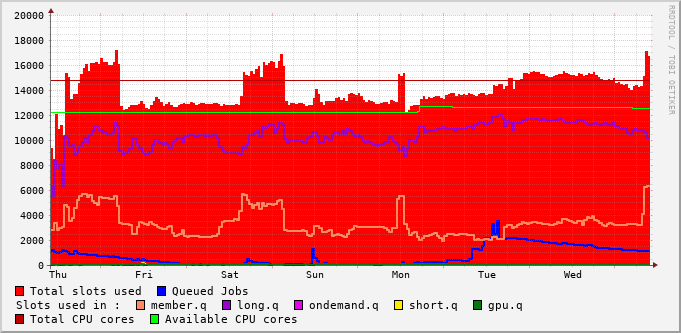 20000
18000
16000
14000
12000
10000
8000
6000
4000
2000
0
Thu Fri Sat Sun Mon Tue Wed
RRDTOOL / TOBI OETIKER
Total slots used Queued Jobs
Slots used in : member.q long.q ondemand.q short.q gpu.q
Total CPU cores Available CPU cores